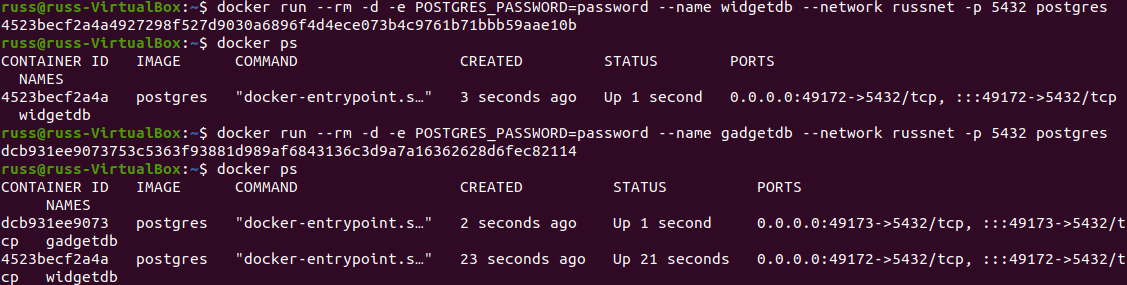 russ@russ-VirtualBox:~$ docker run --rm -d -e POSTGRES_PASSWORD=password --name widgetdb --network russnet -p 5432 postgres
4523becf2a4a4927298f527d9030a6896f4d4ece073b4c9761b71bbb59aae10b
russ@russ-VirtualBox:~$ docker ps
CONTAINER ID   IMAGE      COMMAND                  CREATED         STATUS         PORTS
  NAMES
4523becf2a4a   postgres   "docker-entrypoint.s…"   3 seconds ago   Up 1 second   0.0.0.0:49172->5432/tcp, :::49172->5432/tcp
  widgetdb
russ@russ-VirtualBox:~$ docker run --rm -d -e POSTGRES_PASSWORD=password --name gadgetdb --network russnet -p 5432 postgres
dcb931ee9073753c5363f93881d989af6843136c3d9a7a16362628d6fec82114
russ@russ-VirtualBox:~$ docker ps
CONTAINER ID   IMAGE      COMMAND                  CREATED          STATUS          PORTS
     NAMES
dcb931ee9073   postgres   "docker-entrypoint.s…"   2 seconds ago    Up 1 second     0.0.0.0:49173->5432/tcp, :::49173->5432/t
cp   gadgetdb
4523becf2a4a   postgres   "docker-entrypoint.s…"   23 seconds ago   Up 21 seconds   0.0.0.0:49172->5432/tcp, :::49172->5432/t
cp   widgetdb